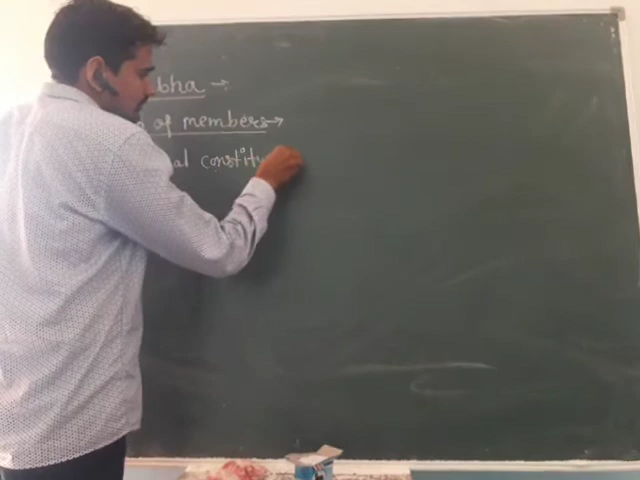 bha →
of members →
al constitu